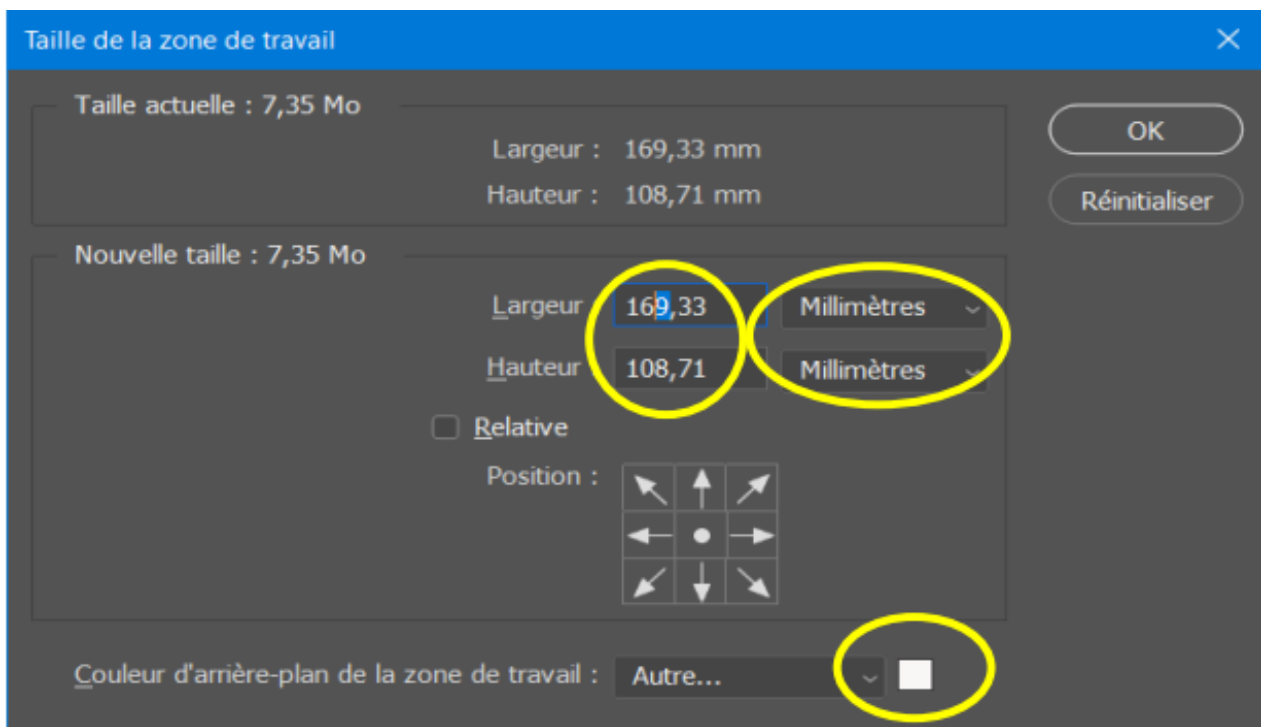 Taille de la zone de travail
Taille actuelle : 7,35 Mo
OK
Largeur : 169,33 mm
Hauteur : 108,71 mm
Réinitialiser
Nouvelle taille : 7,35 Mo
Largeur 169,33 Millimètres
Hauteur 108,71 Millimètres
Relative
Position :
Couleur d'arrière-plan de la zone de travail : Autre...